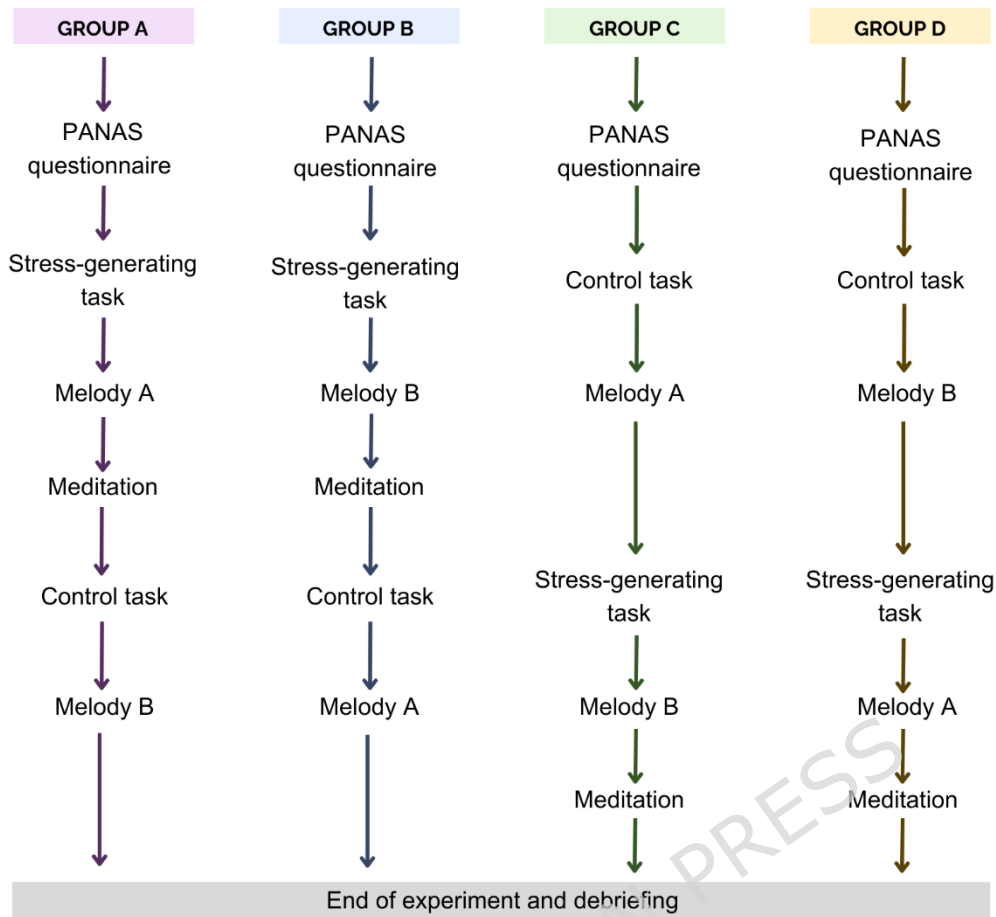 GROUP A
PANAS
questionnaire
Stress-generating
task
Melody A
Meditation
Control task
Melody B
GROUP B
PANAS
questionnaire
Stress-generating
task
Melody B
Meditation
Control task
Melody A
GROUP C
PANAS
questionnaire
Control task
Melody A
Stress-generating
task
Melody B
Meditation
GROUP D
PANAS
questionnaire
Control task
Melody B
Stress-generating
task
Melody A
Meditation
End of experiment and debriefing
PRESS